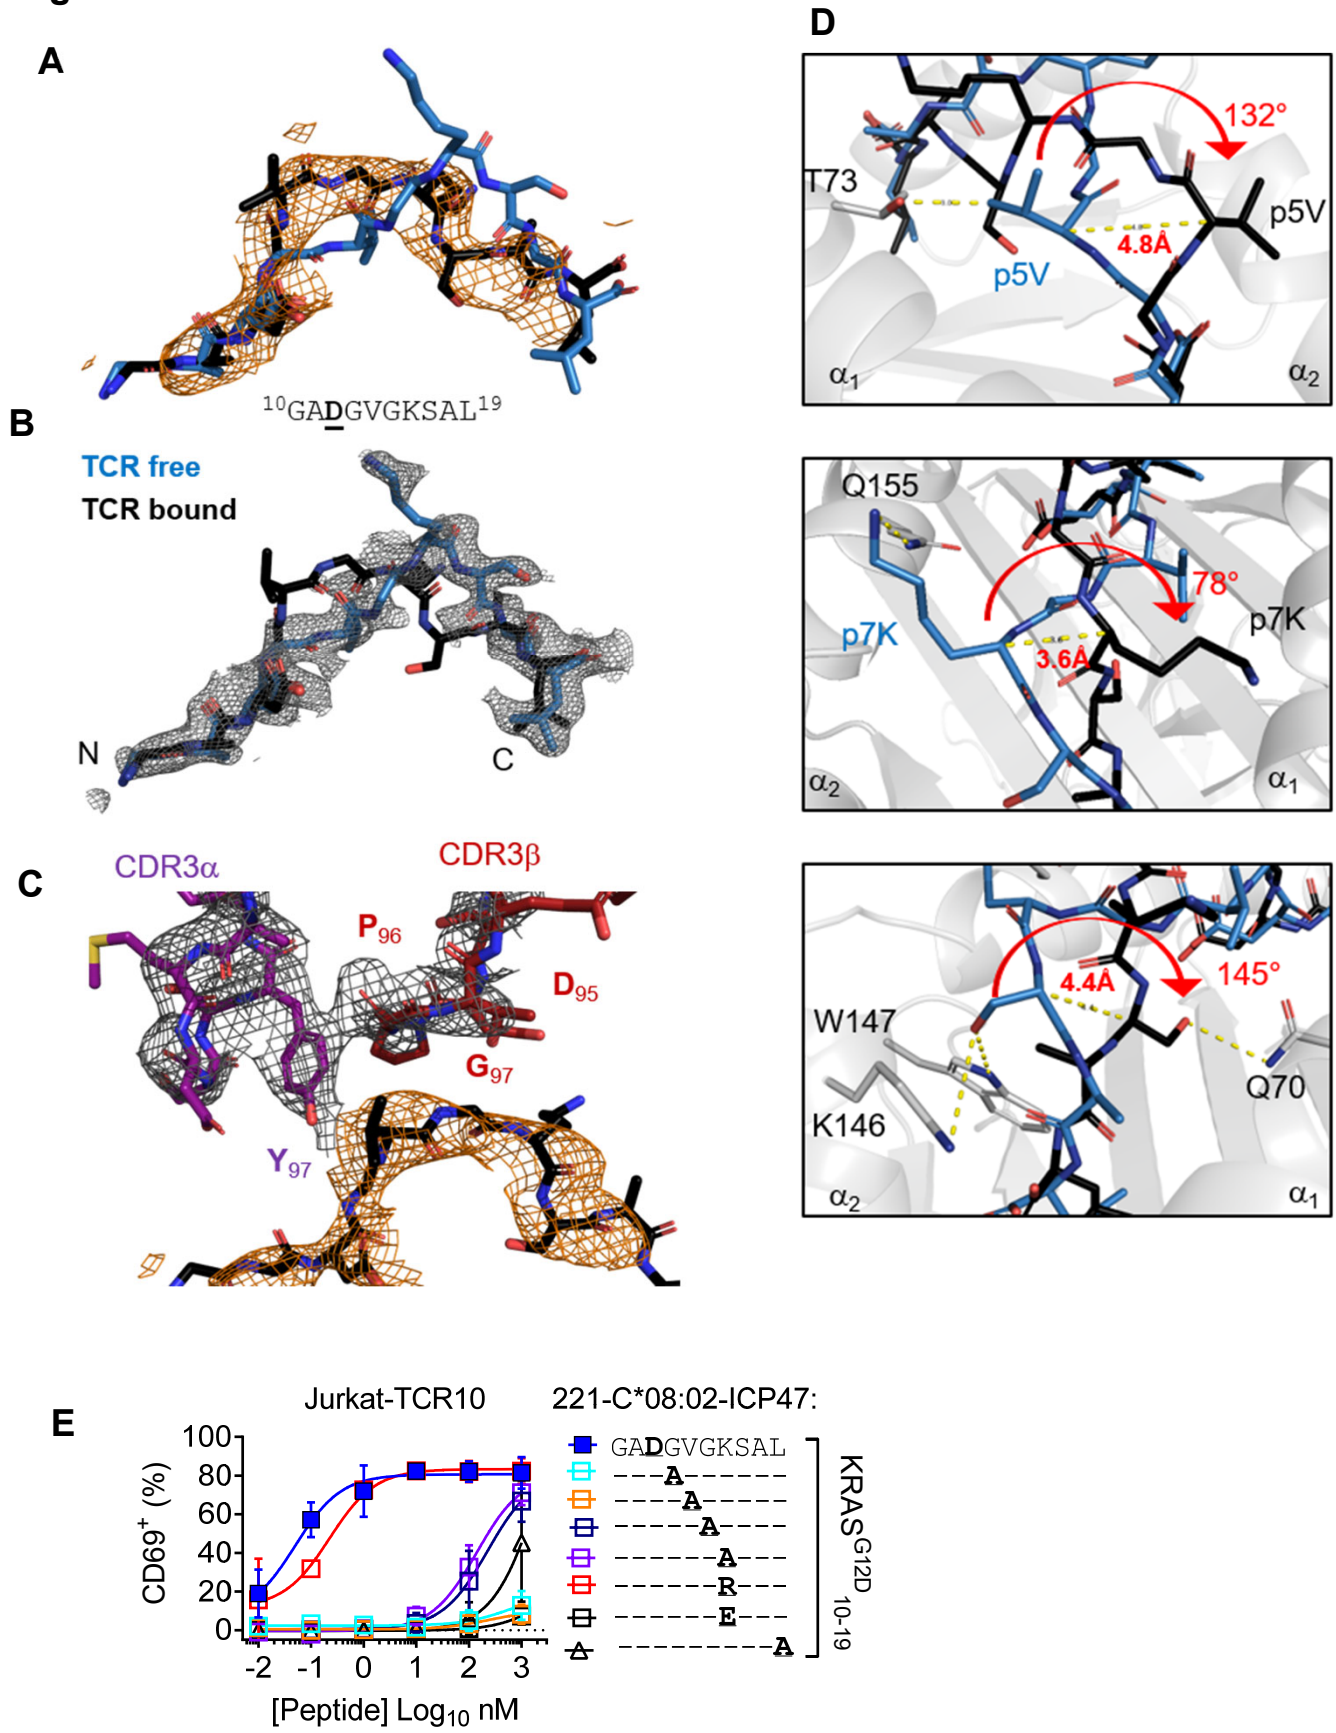 A
¹⁰GADGVGKSAL¹⁹
B
TCR free
TCR bound
N
C
C
CDR3α
CDR3β
P₉₆
D₉₅
G₉₇
Y₉₇
D
132°
T73
p5V
4.8Å
p5V
α₁
α₂
Q155
78°
p7K
p7K
3.6Å
α₂
α₁
4.4Å
145°
W147
Q70
K146
α₂
α₁
E
Jurkat-TCR10
221-C*08:02-ICP47:
CD69⁺ (%)
100
80
60
40
20
0
-2 -1 0 1 2 3
[Peptide] Log₁₀ nM
GADGVGKSAL
---A------
----A-----
-----A----
------A---
------R---
------E---
---------A
KRASᴳ¹²ᴰ₁₀₋₁₉